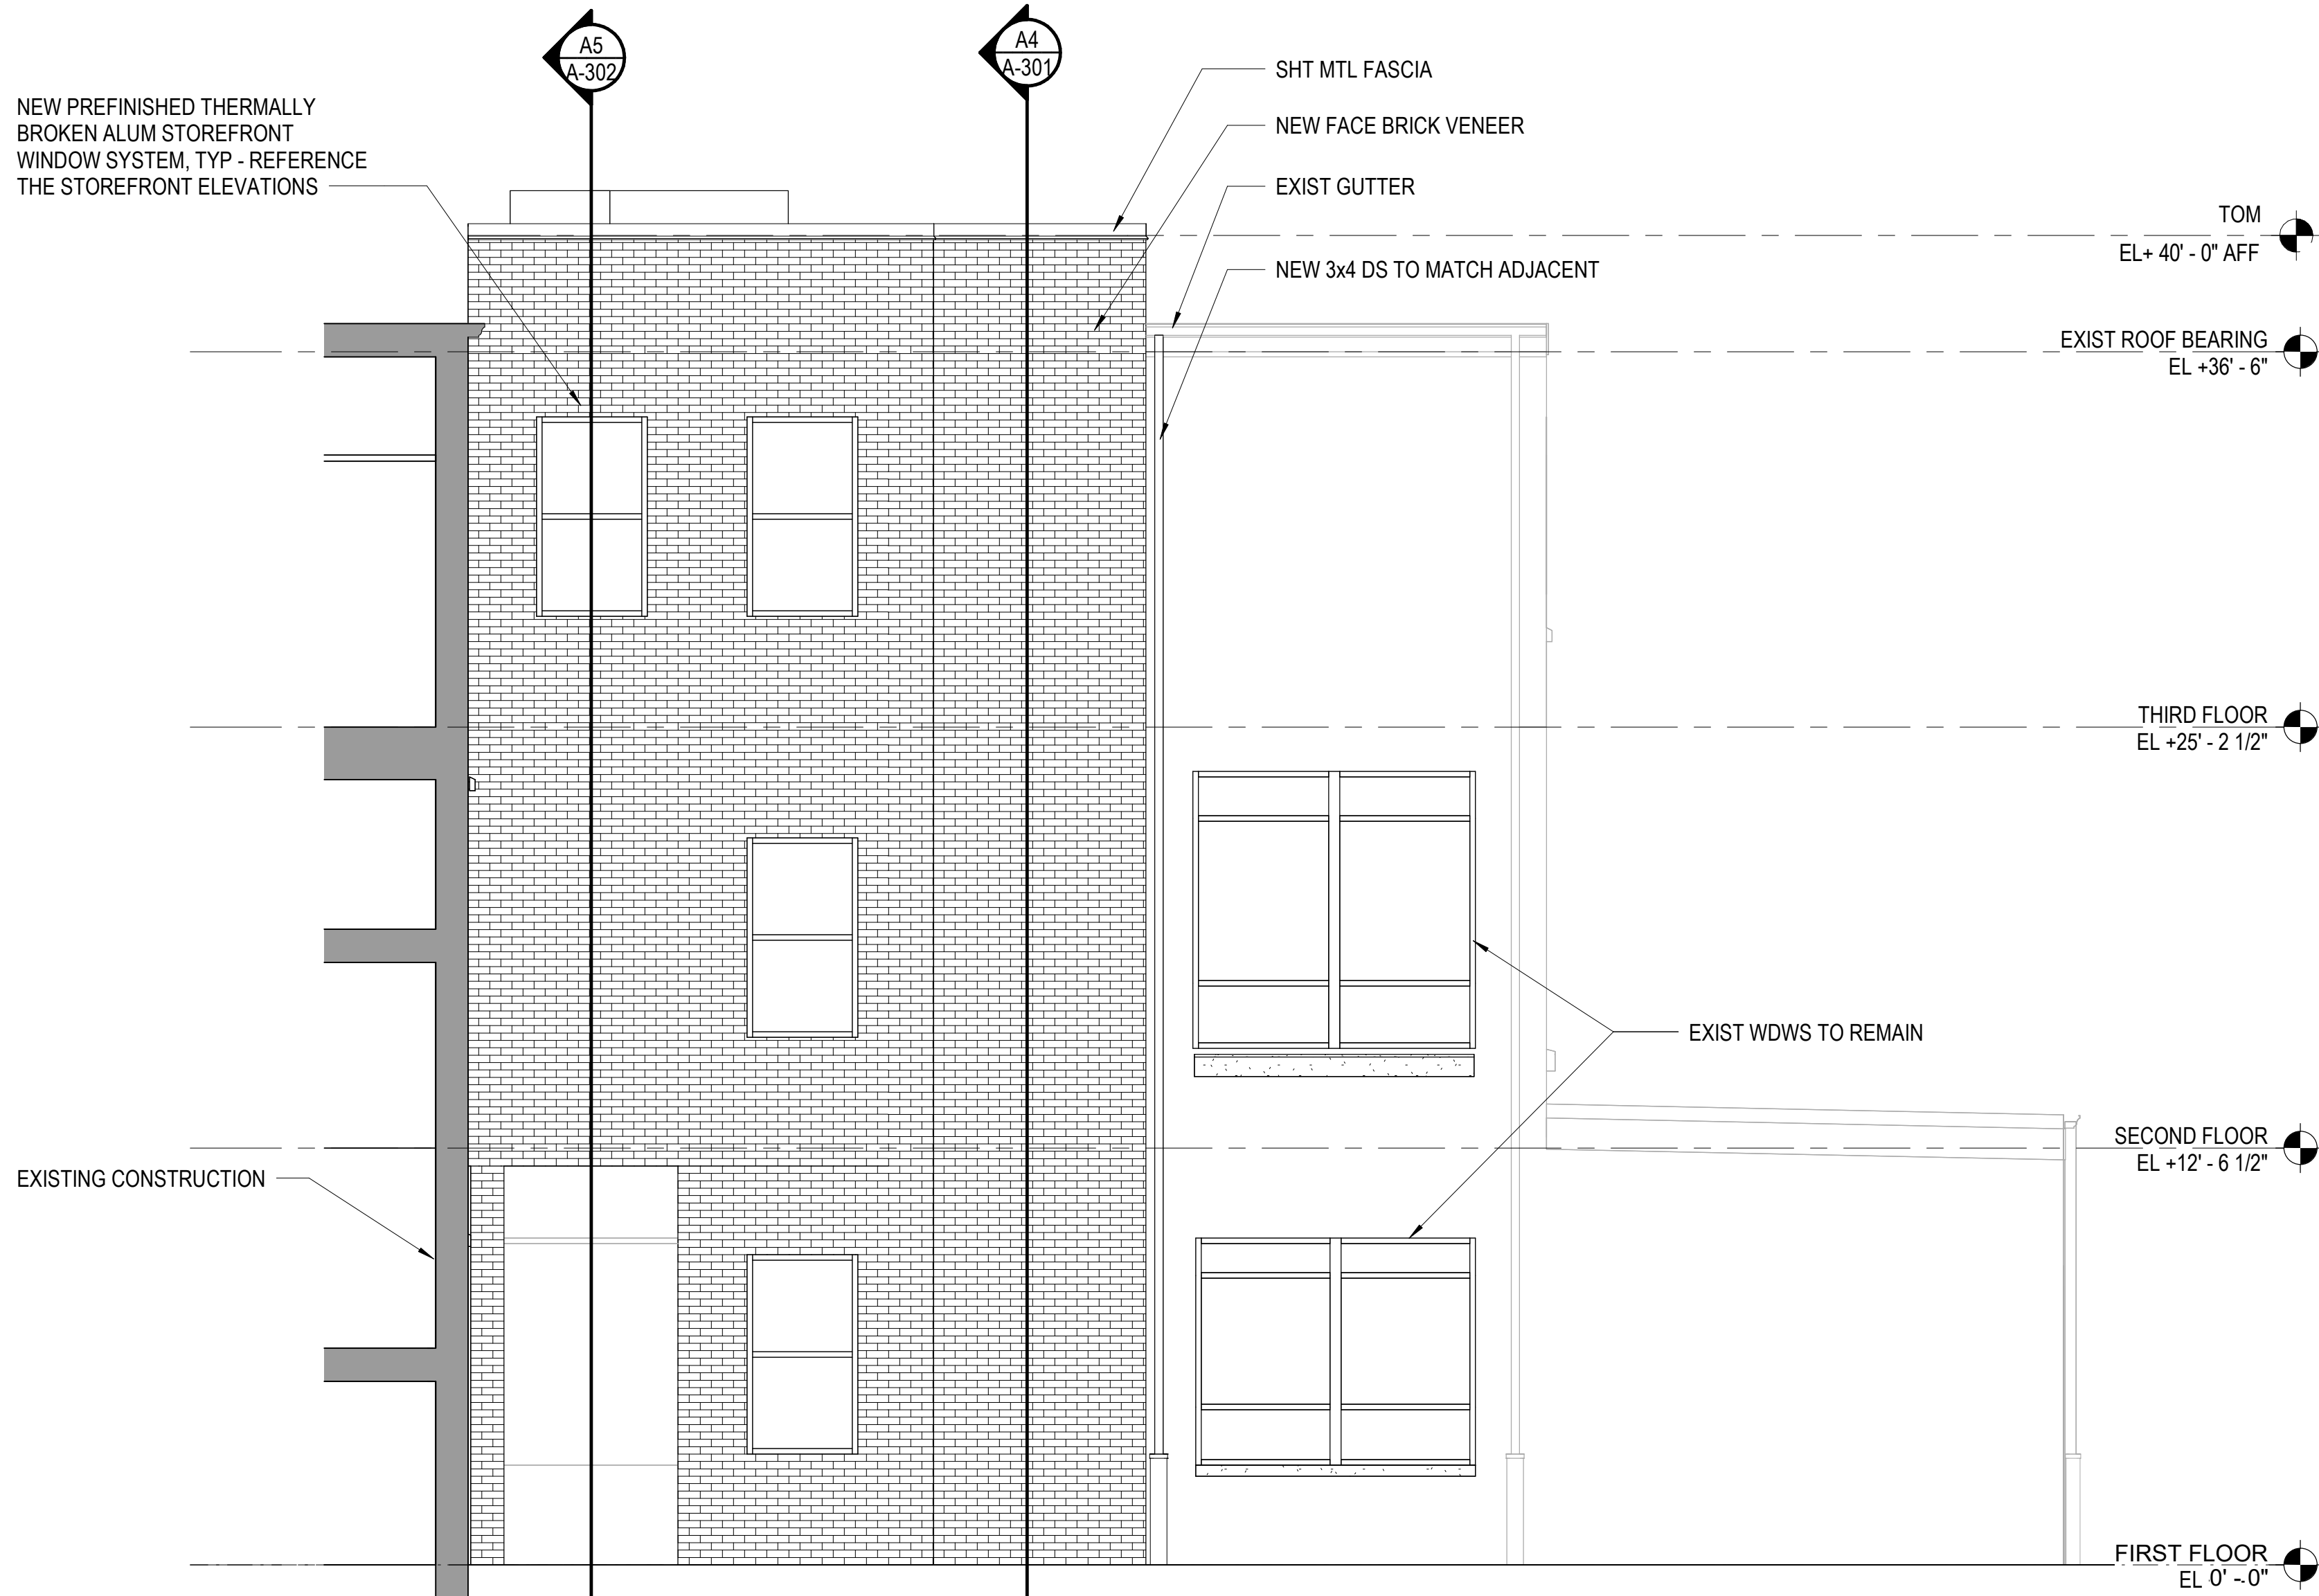 A5
A-302
A4
A-301
NEW PREFINISHED THERMALLY
BROKEN ALUM STOREFRONT
WINDOW SYSTEM, TYP - REFERENCE
THE STOREFRONT ELEVATIONS
SHT MTL FASCIA
NEW FACE BRICK VENEER
EXIST GUTTER
NEW 3x4 DS TO MATCH ADJACENT
TOM
EL+ 40' - 0" AFF
EXIST ROOF BEARING
EL +36' - 6"
THIRD FLOOR
EL +25' - 2 1/2"
EXIST WDWS TO REMAIN
SECOND FLOOR
EL +12' - 6 1/2"
EXISTING CONSTRUCTION
FIRST FLOOR
EL 0' - 0"